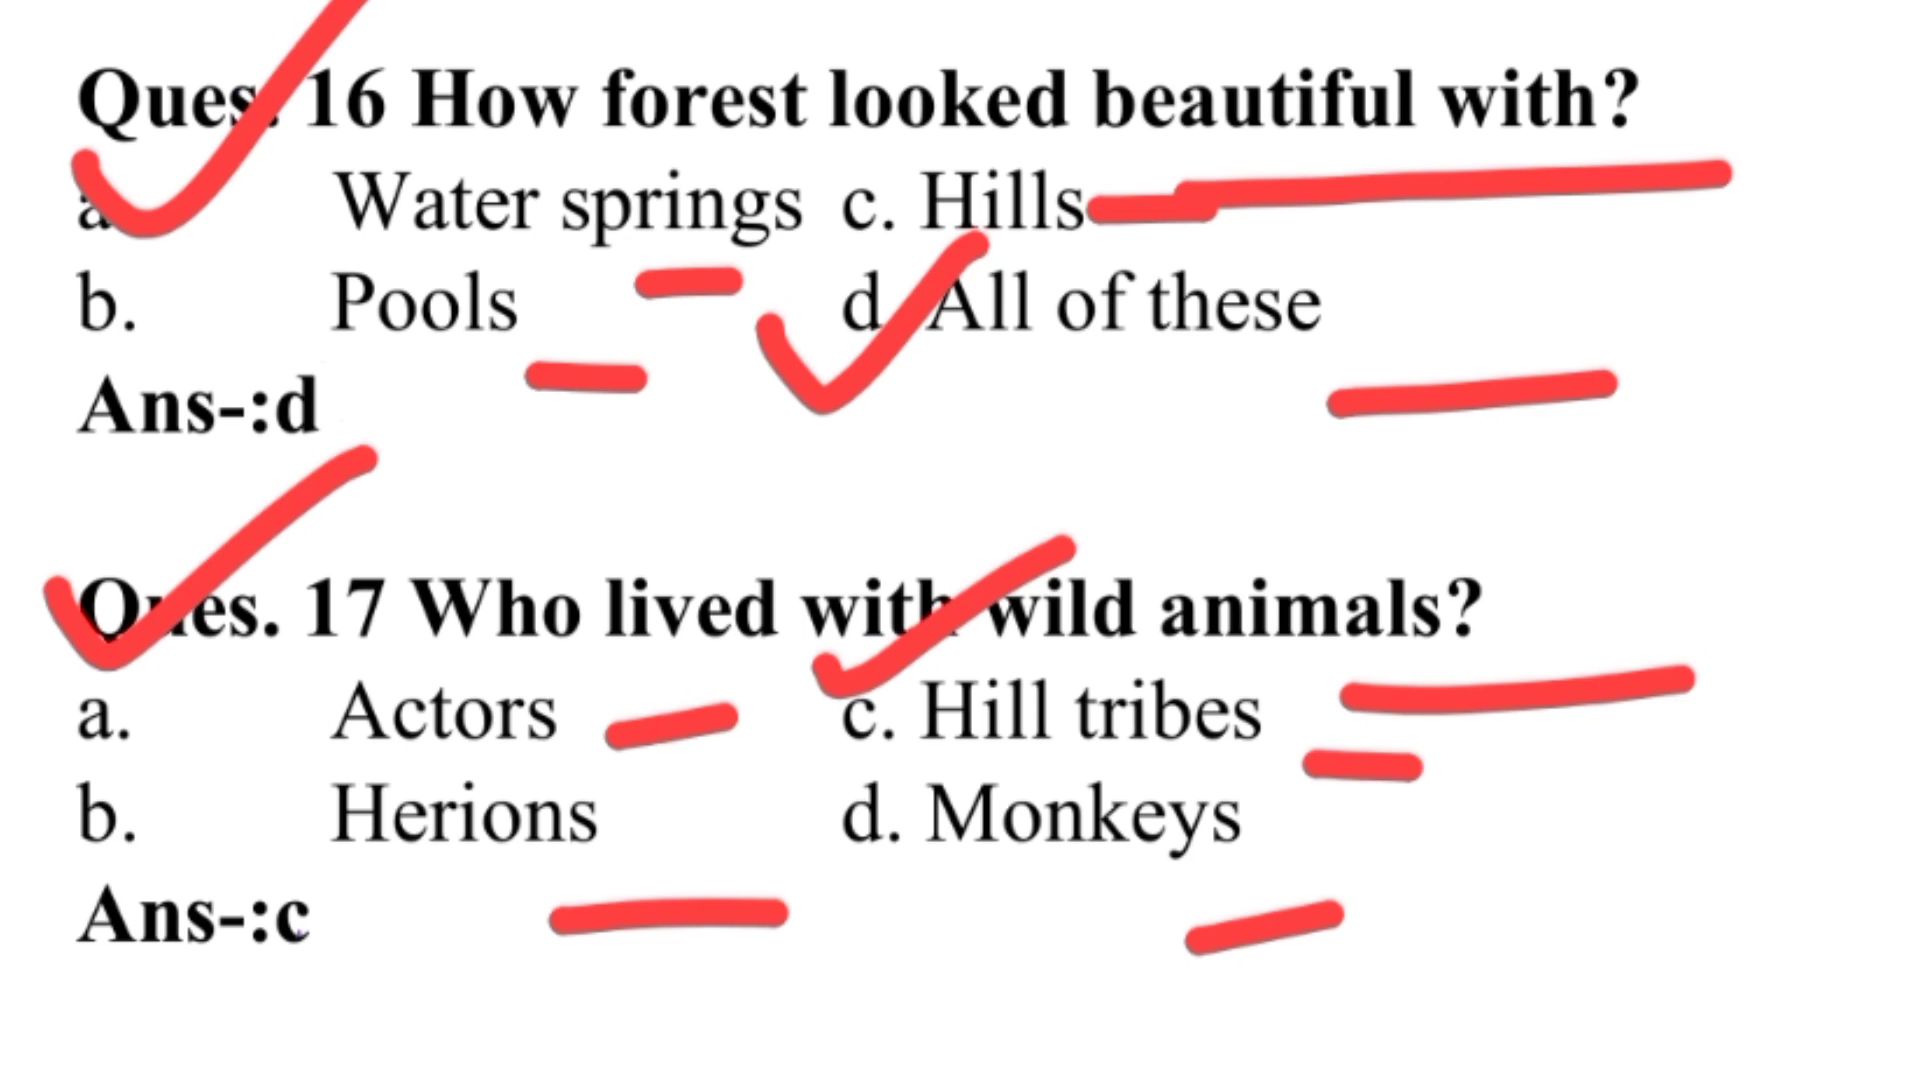 Ques. 16 How forest looked beautiful with?
a. Water springs c. Hills
b. Pools d. All of these
Ans-:d
Ques. 17 Who lived with wild animals?
a. Actors c. Hill tribes
b. Herions d. Monkeys
Ans-:c